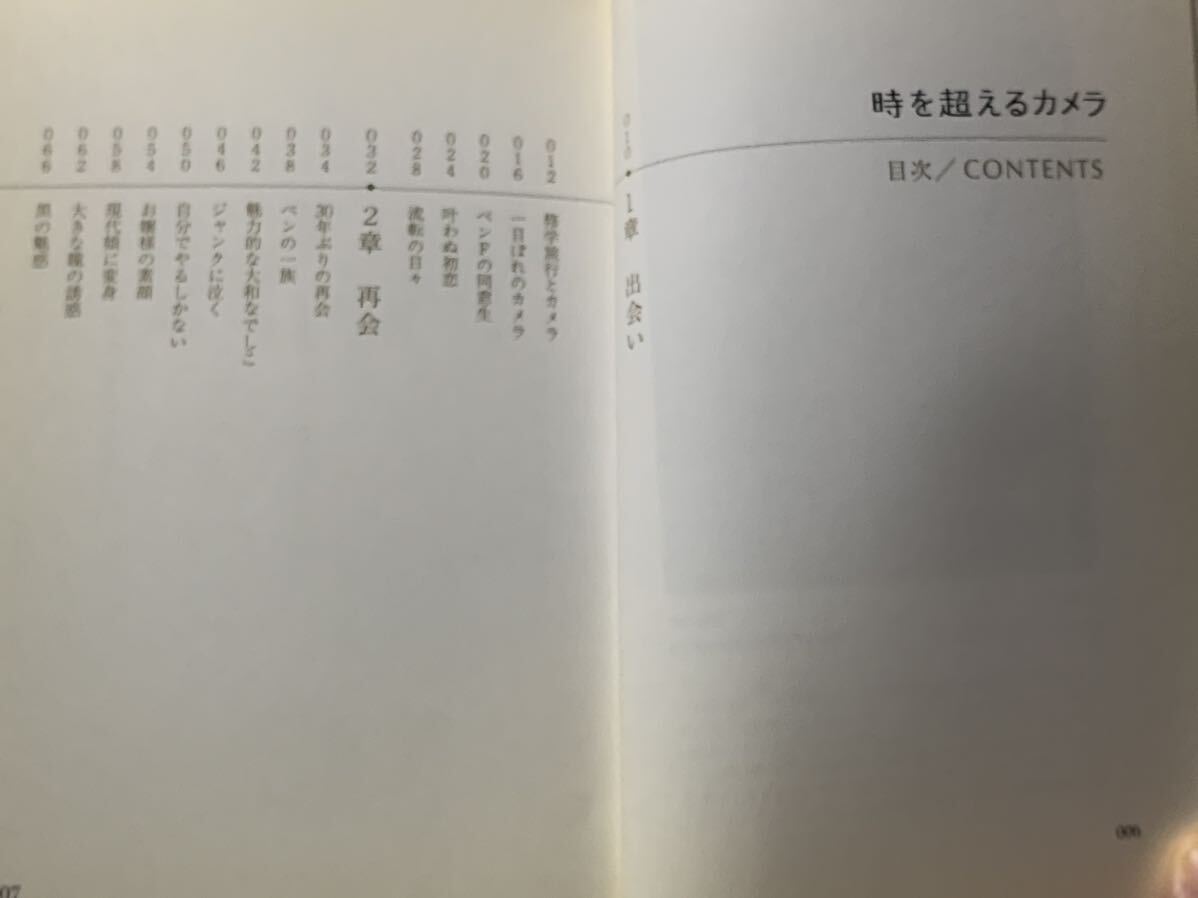 時を超えるカメラ
目次／CONTENTS
010 1章 出会い
012 修学旅行とカメラ
016 一目ぼれのカメラ
020 ペンFの同窓生
024 叶わぬ初恋
028 流転の日々
032 2章 再会
034 30年ぶりの再会
038 ペンの一族
042 魅力的な大和なでしこ
046 ジャンクに泣く
050 自分でやるしかない
054 お嬢様の素顔
058 現代顔に変身
062 大きな瞳の誘惑
066 黒の魅惑
006
07